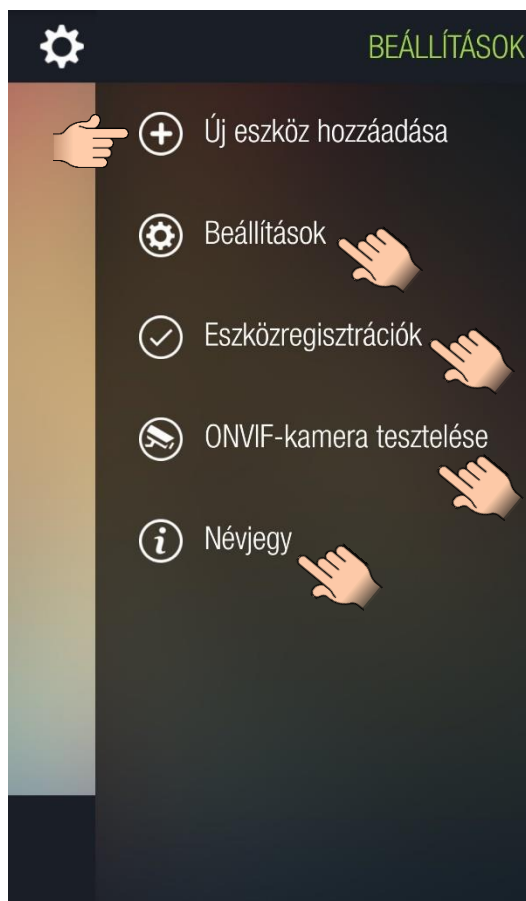 BEÁLLÍTÁSOK
Új eszköz hozzáadása
Beállítások
Eszközregisztrációk
ONVIF-kamera tesztelése
Névjegy